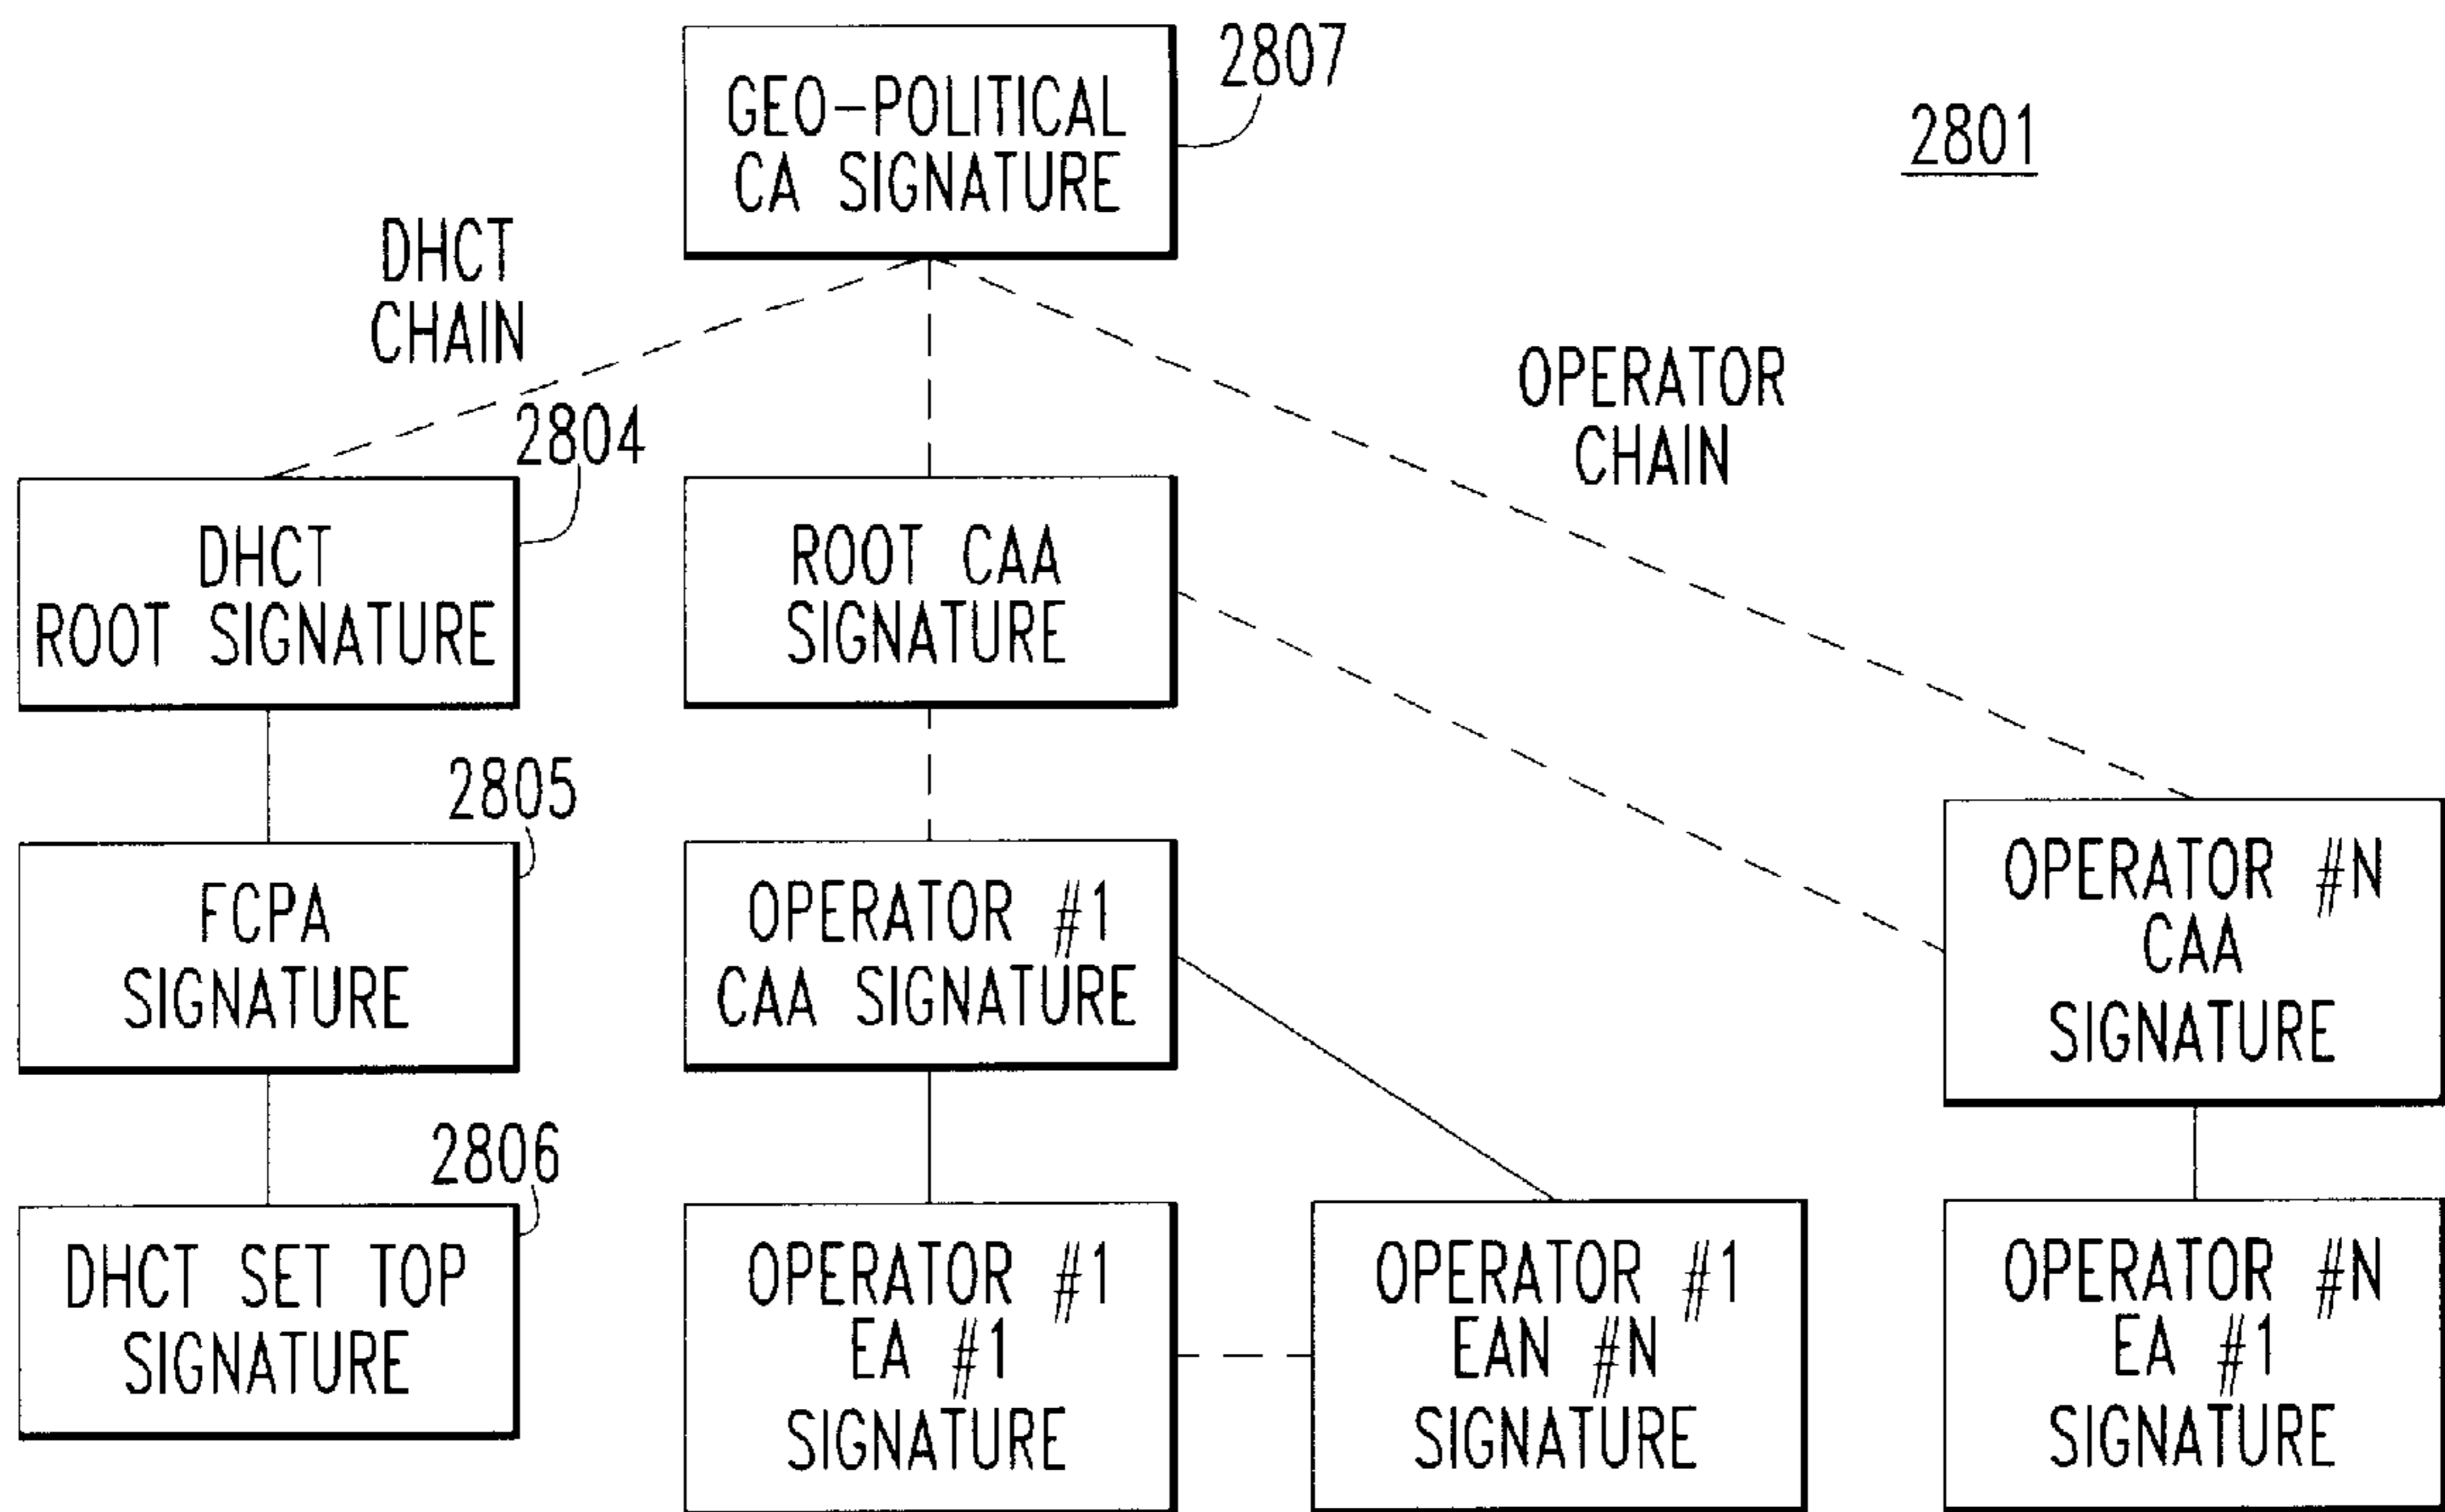 GEO-POLITICAL
CA SIGNATURE
2807
2801
DHCT
CHAIN
OPERATOR
CHAIN
2804
DHCT
ROOT SIGNATURE
ROOT CAA
SIGNATURE
2805
FCPA
SIGNATURE
OPERATOR #1
CAA SIGNATURE
OPERATOR #N
CAA
SIGNATURE
2806
DHCT SET TOP
SIGNATURE
OPERATOR #1
EA #1
SIGNATURE
OPERATOR #1
EAN #N
SIGNATURE
OPERATOR #N
EA #1
SIGNATURE